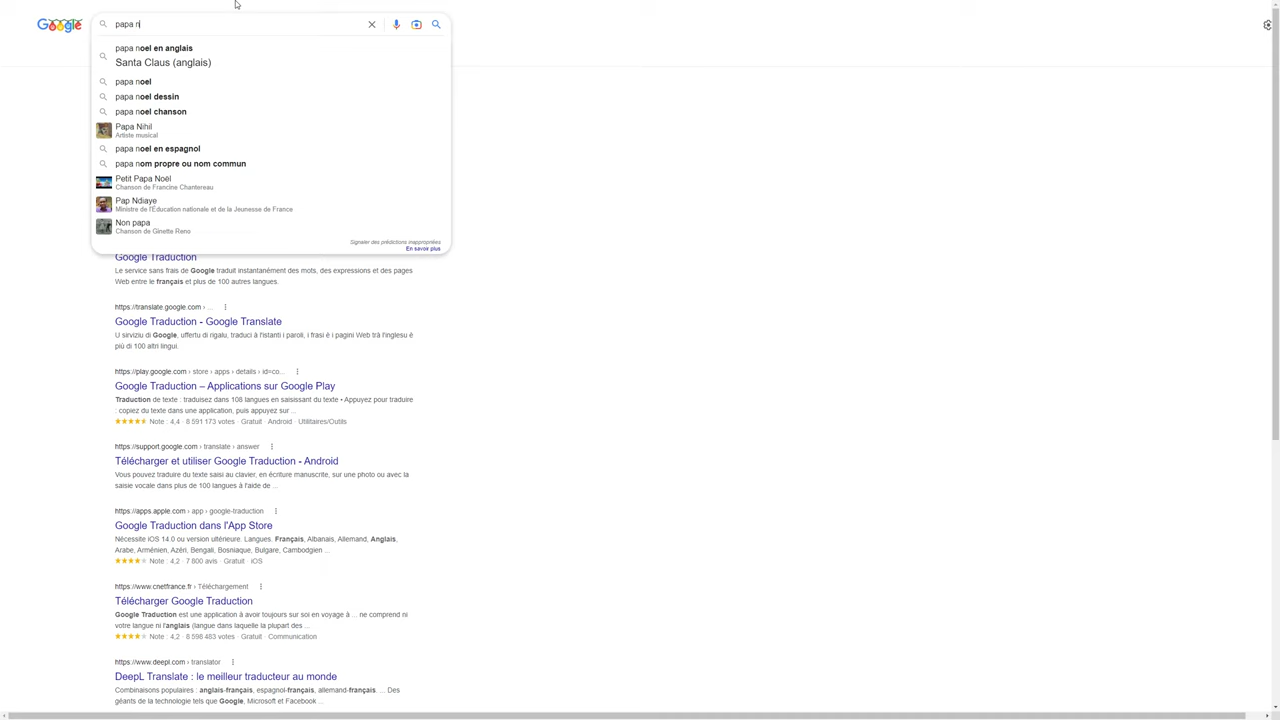 Google
papa n
papa noel en anglais
Santa Claus (anglais)
papa noel
papa noel dessin
papa noel chanson
Papa Nihil
Artiste musical
papa noel en espagnol
papa nom propre ou nom commun
Petit Papa Noël
Chanson de Francine Chantereau
Pap Ndiaye
Ministre de l'Éducation nationale et de la Jeunesse de France
Non papa
Chanson de Ginette Reno
Signaler des prédictions inappropriées
En savoir plus
Google Traduction
Le service sans frais de Google traduit instantanément des mots, des expressions et des pages
Web entre le français et plus de 100 autres langues.
https://translate.google.com › ...
Google Traduction - Google Translate
U sirviziu di Google, uffertu di rigalu, traduci à l'istanti i paroli, i frasi è i pagini Web trà l'inglesu è
più di 100 altri lingui.
https://play.google.com › store › apps › details › id=co...
Google Traduction – Applications sur Google Play
Traduction de texte : traduisez dans 108 langues en saisissant du texte • Appuyez pour traduire
: copiez du texte dans une application, puis appuyez sur ...
Note : 4,4 · 8 591 173 votes · Gratuit · Android · Utilitaires/Outils
https://support.google.com › translate › answer
Télécharger et utiliser Google Traduction - Android
Vous pouvez traduire du texte saisi au clavier, en écriture manuscrite, sur une photo ou avec la
saisie vocale dans plus de 100 langues à l'aide de ...
https://apps.apple.com › app › google-traduction
Google Traduction dans l'App Store
Nécessite iOS 14.0 ou version ultérieure. Langues. Français, Albanais, Allemand, Anglais,
Arabe, Arménien, Azéri, Bengali, Bosniaque, Bulgare, Cambodgien ...
Note : 4,2 · 7 800 avis · Gratuit · iOS
https://www.cnetfrance.fr › Téléchargement
Télécharger Google Traduction
Google Traduction est une application à avoir toujours sur soi en voyage à ... ne comprend ni
votre langue ni l'anglais (langue dans laquelle la plupart des ...
Note : 4,2 · 8 598 483 votes · Gratuit · Communication
https://www.deepl.com › translator
DeepL Translate : le meilleur traducteur au monde
Combinaisons populaires : anglais-français, espagnol-français, allemand-français. ... Des
géants de la technologie tels que Google, Microsoft et Facebook ...